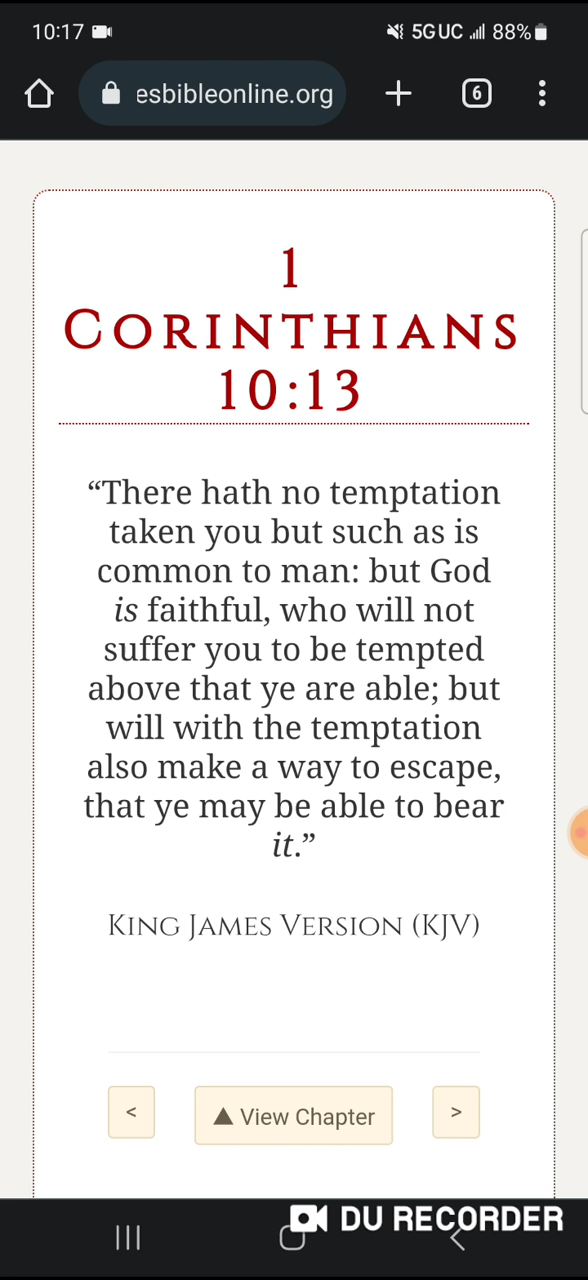 10:17 5G UC 88%
esbibleonline.org 6
1
CORINTHIANS
10:13
“There hath no temptation
taken you but such as is
common to man: but God
is faithful, who will not
suffer you to be tempted
above that ye are able; but
will with the temptation
also make a way to escape,
that ye may be able to bear
it.”
KING JAMES VERSION (KJV)
< ▲ View Chapter >
DU RECORDER